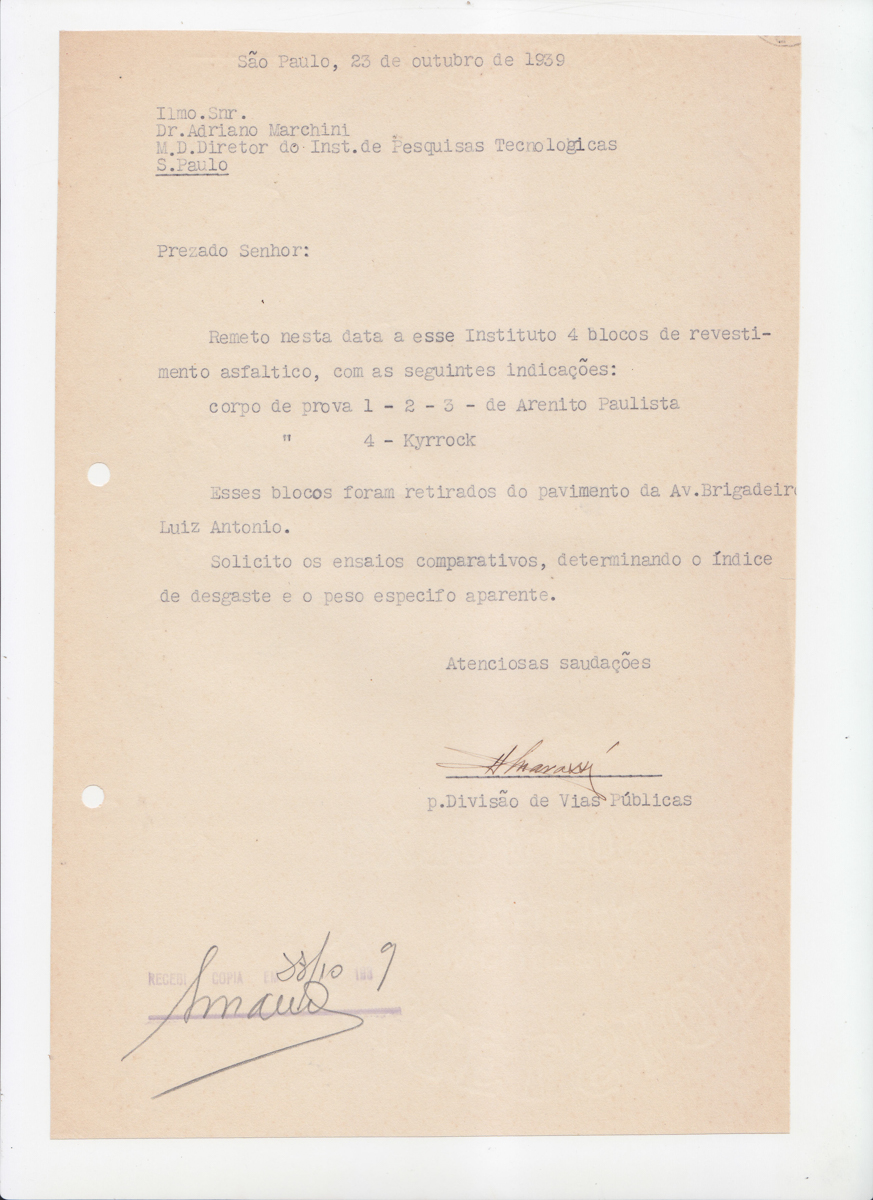 São Paulo, 23 de outubro de 1939
Ilmo.Snr.
Dr.Adriano Marchini
M.D.Diretor do Inst.de Pesquisas Tecnologicas
S.Paulo
Prezado Senhor:
Remeto nesta data a esse Instituto 4 blocos de revesti-
mento asfaltico, com as seguintes indicações:
corpo de prova 1 - 2 - 3 - de Arenito Paulista
" 4 - Kyrrock
Esses blocos foram retirados do pavimento da Av.Brigadeiro
Luiz Antonio.
Solicito os ensaios comparativos, determinando o índice
de desgaste e o peso especifo aparente.
Atenciosas saudações
p.Divisão de Vias Públicas
RECEBI COPIA EM 23/10 193 9